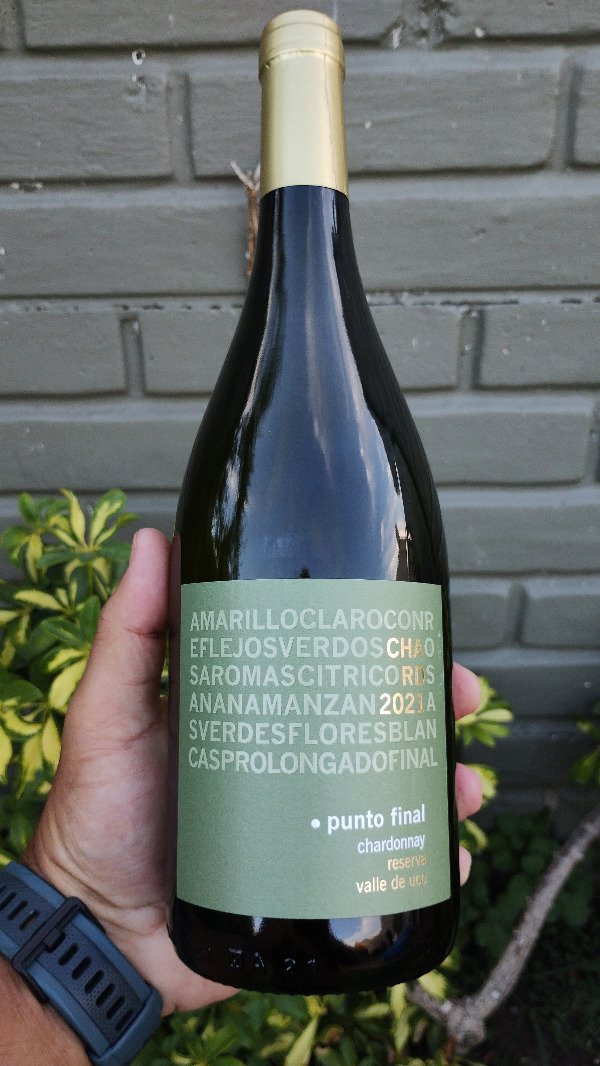 AMARILLOCLAROCONR
EFLEJOSVERDOSCHAO
SAROMASCITRICORDS
ANANAMANZAN2021A
SVERDESFLORESBLAN
CASPROLONGADOFINAL
• punto final
chardonnay
reserva
valle de uco